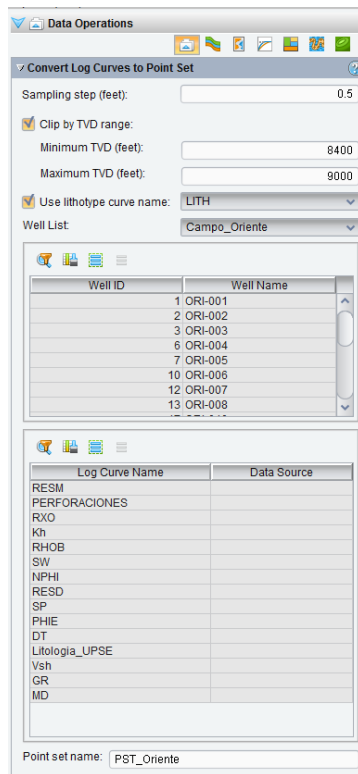 Data Operations
Convert Log Curves to Point Set
Sampling step (feet): 0.5
Clip by TVD range:
Minimum TVD (feet): 8400
Maximum TVD (feet): 9000
Use lithotype curve name: LITH
Well List: Campo_Oriente
Well ID Well Name
1 ORI-001
2 ORI-002
3 ORI-003
6 ORI-004
7 ORI-005
10 ORI-006
12 ORI-007
13 ORI-008
Log Curve Name Data Source
RESM
PERFORACIONES
RXO
Kh
RHOB
SW
NPHI
RESD
SP
PHIE
DT
Litologia_UPSE
Vsh
GR
MD
Point set name: PST_Oriente